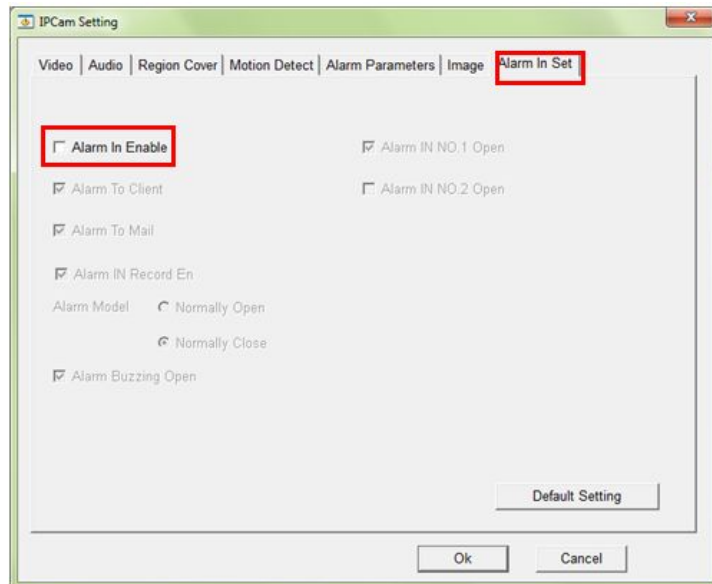 IPCam Setting
Video Audio Region Cover Motion Detect Alarm Parameters Image Alarm In Set
Alarm In Enable Alarm IN NO.1 Open
Alarm To Client Alarm IN NO.2 Open
Alarm To Mail
Alarm IN Record En
Alarm Model Normally Open
Normally Close
Alarm Buzzing Open
Default Setting
Ok Cancel